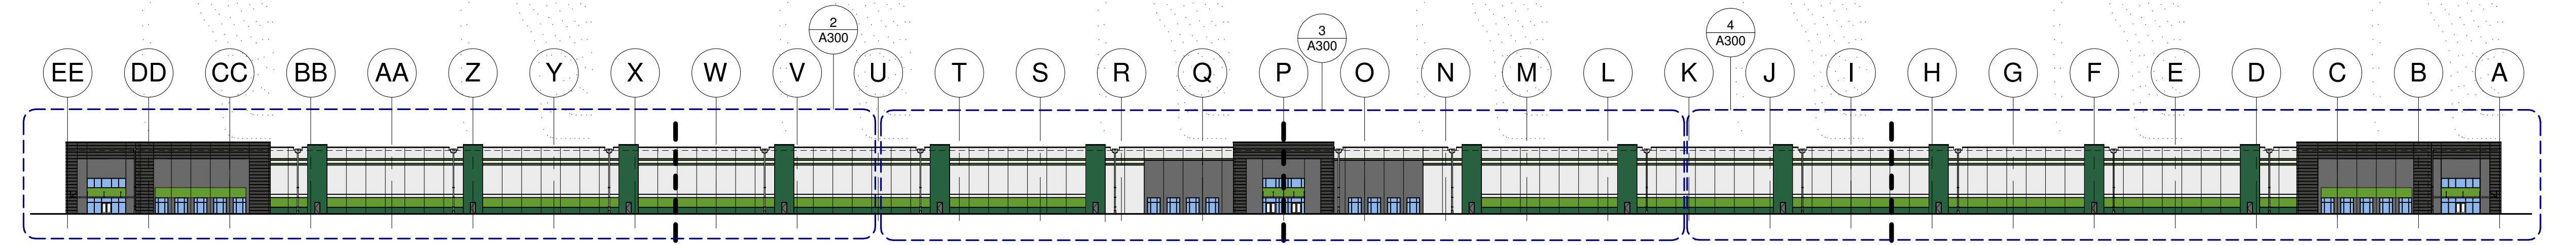 2
A300
3
A300
4
A300
EE DD CC BB AA Z Y X W V U T S R Q P O N M L K J I H G F E D C B A